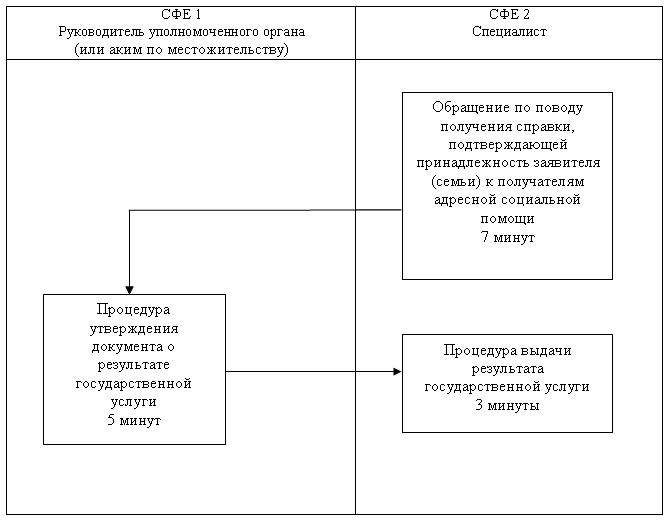 СФЕ 1
Руководитель уполномоченного органа
(или аким по местожительству)
СФЕ 2
Специалист
Обращение по поводу
получения справки,
подтверждающей
принадлежность заявителя
(семьи) к получателям
адресной социальной
помощи
7 минут
Процедура
утверждения
документа о
результате
государственной
услуги
5 минут
Процедура выдачи
результата
государственной услуги
3 минуты